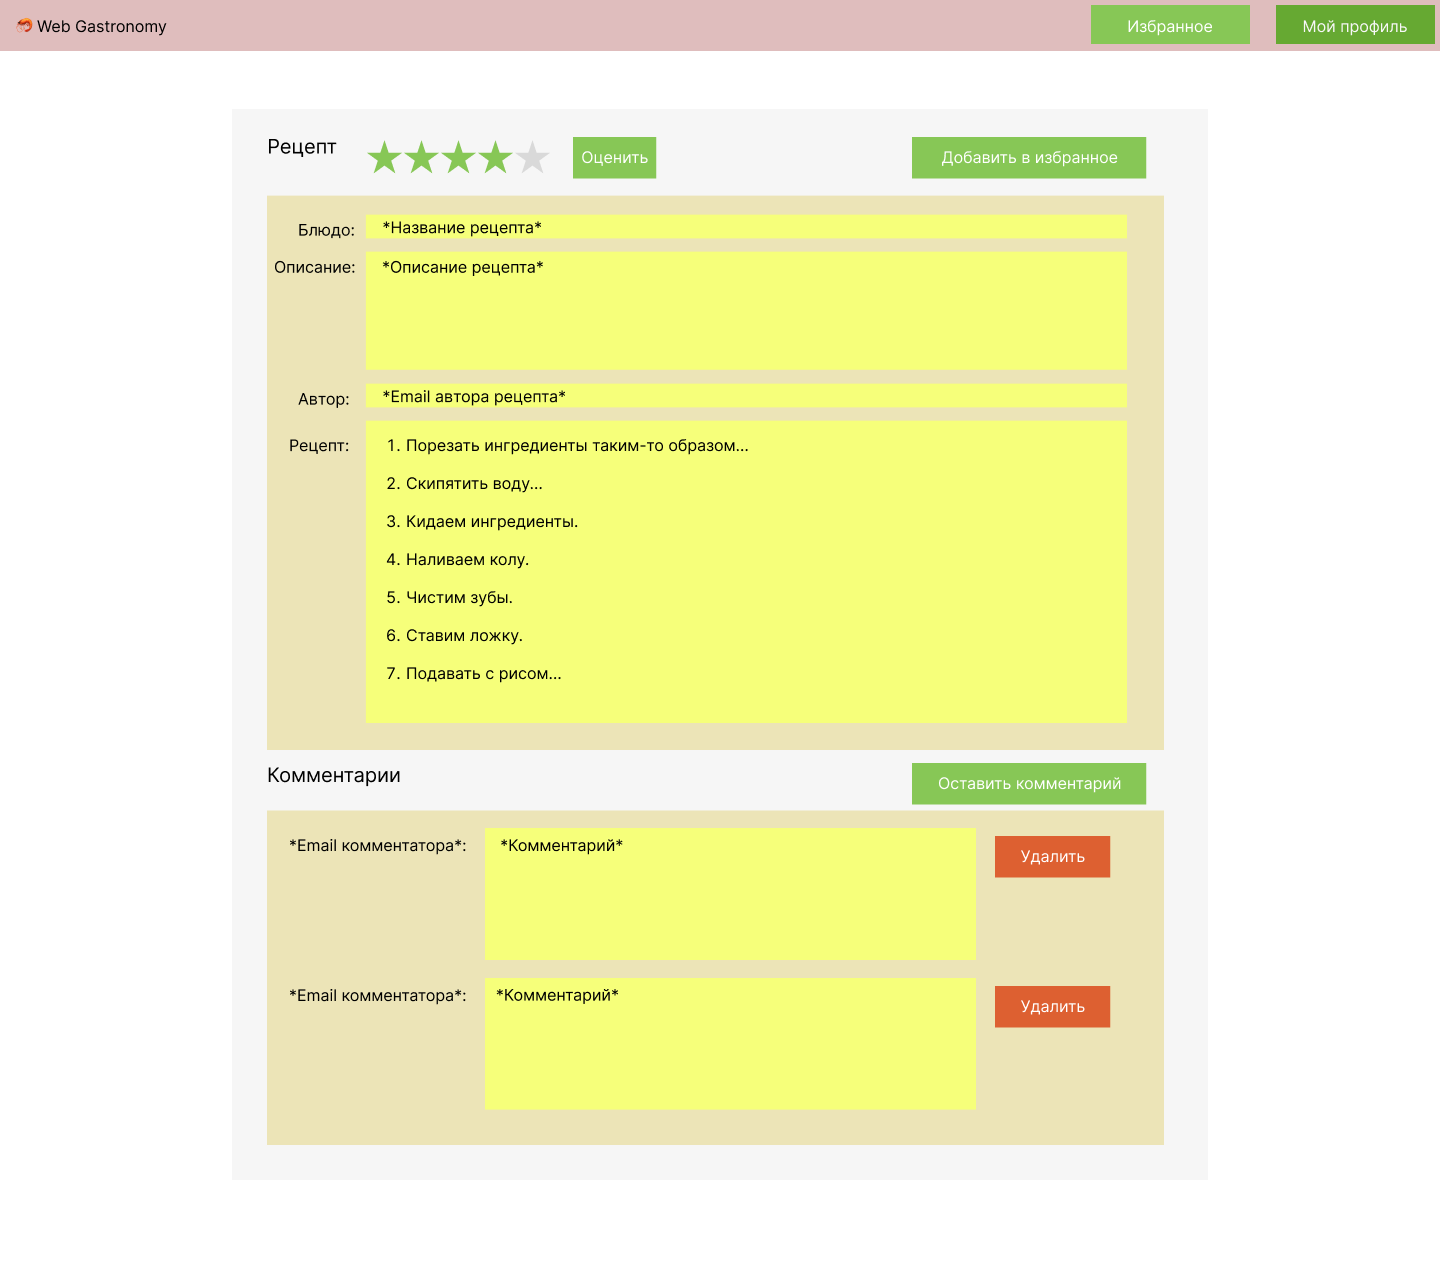 Web Gastronomy
Избранное
Мой профиль
Рецепт
Оценить
Добавить в избранное
Блюдо:
*Название рецепта*
Описание:
*Описание рецепта*
Автор:
*Email автора рецепта*
Рецепт:
1. Порезать ингредиенты таким-то образом...
2. Скипятить воду...
3. Кидаем ингредиенты.
4. Наливаем колу.
5. Чистим зубы.
6. Ставим ложку.
7. Подавать с рисом...
Комментарии
Оставить комментарий
*Email комментатора*:
*Комментарий*
Удалить
*Email комментатора*:
*Комментарий*
Удалить